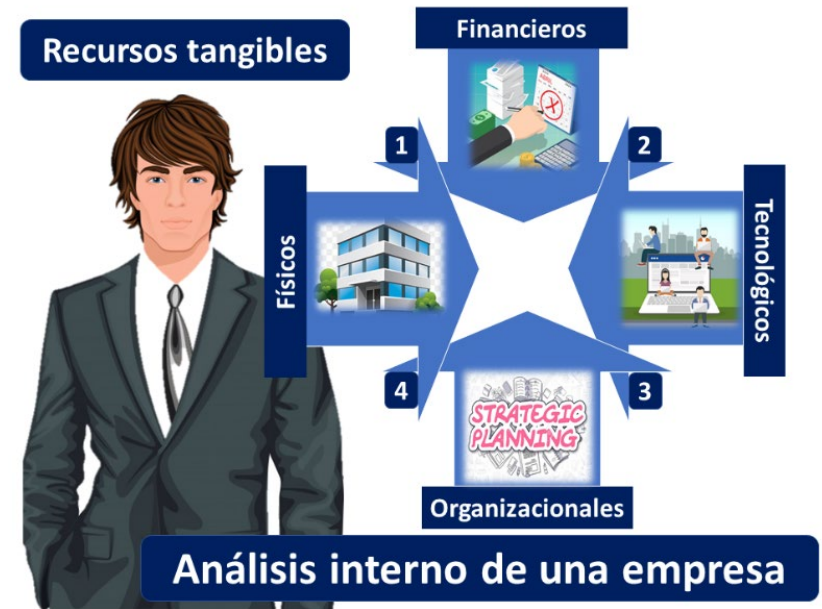 Recursos tangibles
Financieros
1
2
Físicos
Tecnológicos
4
3
STRATEGIC
PLANNING
Organizacionales
Análisis interno de una empresa